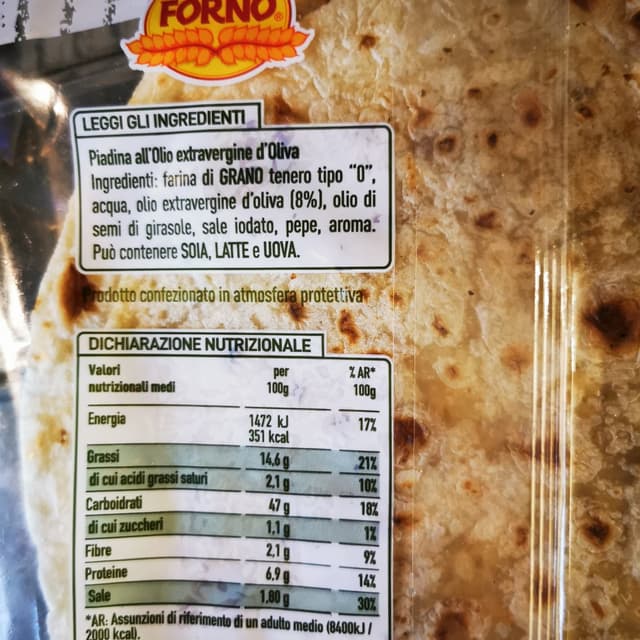 FORNO®
LEGGI GLI INGREDIENTI
Piadina all'Olio extravergine d'Oliva
Ingredienti: farina di GRANO tenero tipo "0",
acqua, olio extravergine d'oliva (8%), olio di
semi di girasole, sale iodato, pepe, aroma.
Può contenere SOIA, LATTE e UOVA.
Prodotto confezionato in atmosfera protettiva
DICHIARAZIONE NUTRIZIONALE
Valori per % AR*
nutrizionali medi 100g 100g
Energia 1472 kJ 17%
351 kcal
Grassi 14,6 g 21%
di cui acidi grassi saturi 2,1 g 10%
Carboidrati 47 g 18%
di cui zuccheri 1,1 g 1%
Fibre 2,1 g 9%
Proteine 6,9 g 14%
Sale 1,80 g 30%
*AR: Assunzioni di riferimento di un adulto medio (8400kJ /
2000 kcal).